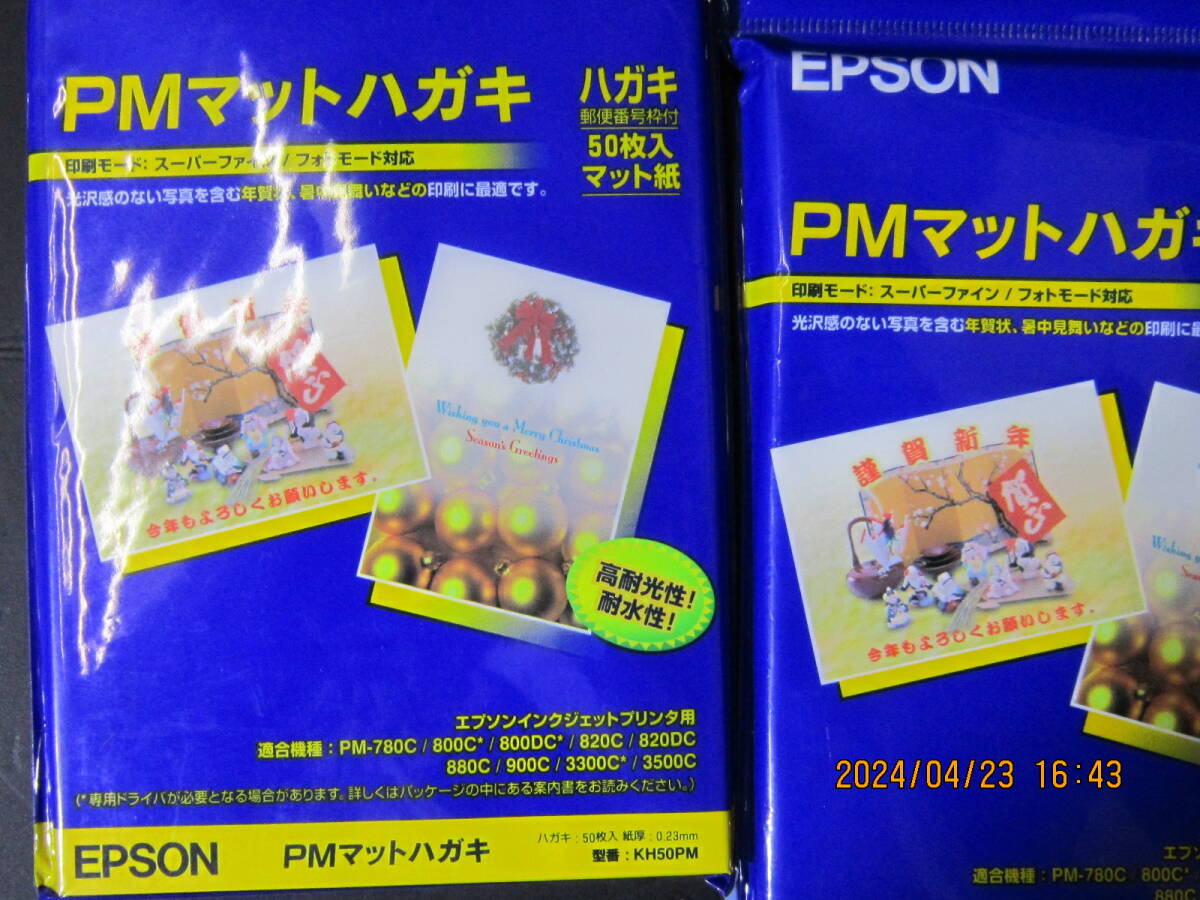 PMマットハガキ
ハガキ
郵便番号枠付
50枚入
マット紙
印刷モード: スーパーファイン / フォトモード対応
光沢感のない写真を含む年賀状、暑中見舞いなどの印刷に最適です。
Wishing you a Merry Christmas
Season's Greetings
賀春
今年もよろしくお願いします。
高耐光性!
耐水性!
エプソンインクジェットプリンタ用
適合機種 : PM-780C / 800C* / 800DC* / 820C / 820DC
880C / 900C / 3300C* / 3500C
(*専用ドライバが必要となる場合があります。詳しくはパッケージの中にある案内書をお読みください。)
EPSON
PMマットハガキ
ハガキ : 50枚入 紙厚 : 0.23mm
型番 : KH50PM
EPSON
PMマットハガ
印刷モード: スーパーファイン / フォトモード対応
光沢感のない写真を含む年賀状、暑中見舞いなどの印刷に最
謹賀新年
賀春
今年もよろしくお願いします。
Wishing
Se
2024/04/23 16:43
エプ
適合機種 : PM-780C / 800C*
880C